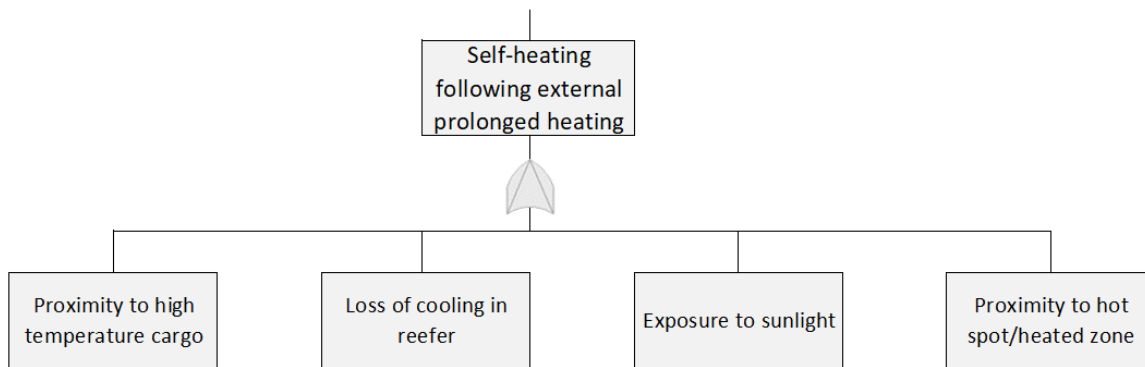 Self-heating
following external
prolonged heating
Proximity to high
temperature cargo
Loss of cooling in
reefer
Exposure to sunlight
Proximity to hot
spot/heated zone